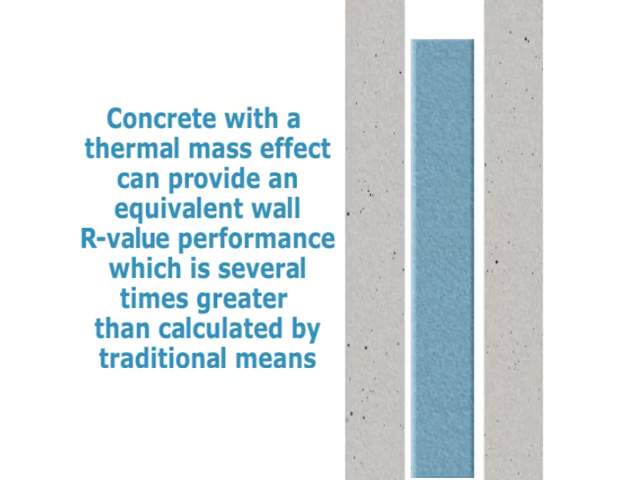 Concrete with a
thermal mass effect
can provide an
equivalent wall
R-value performance
which is several
times greater
than calculated by
traditional means